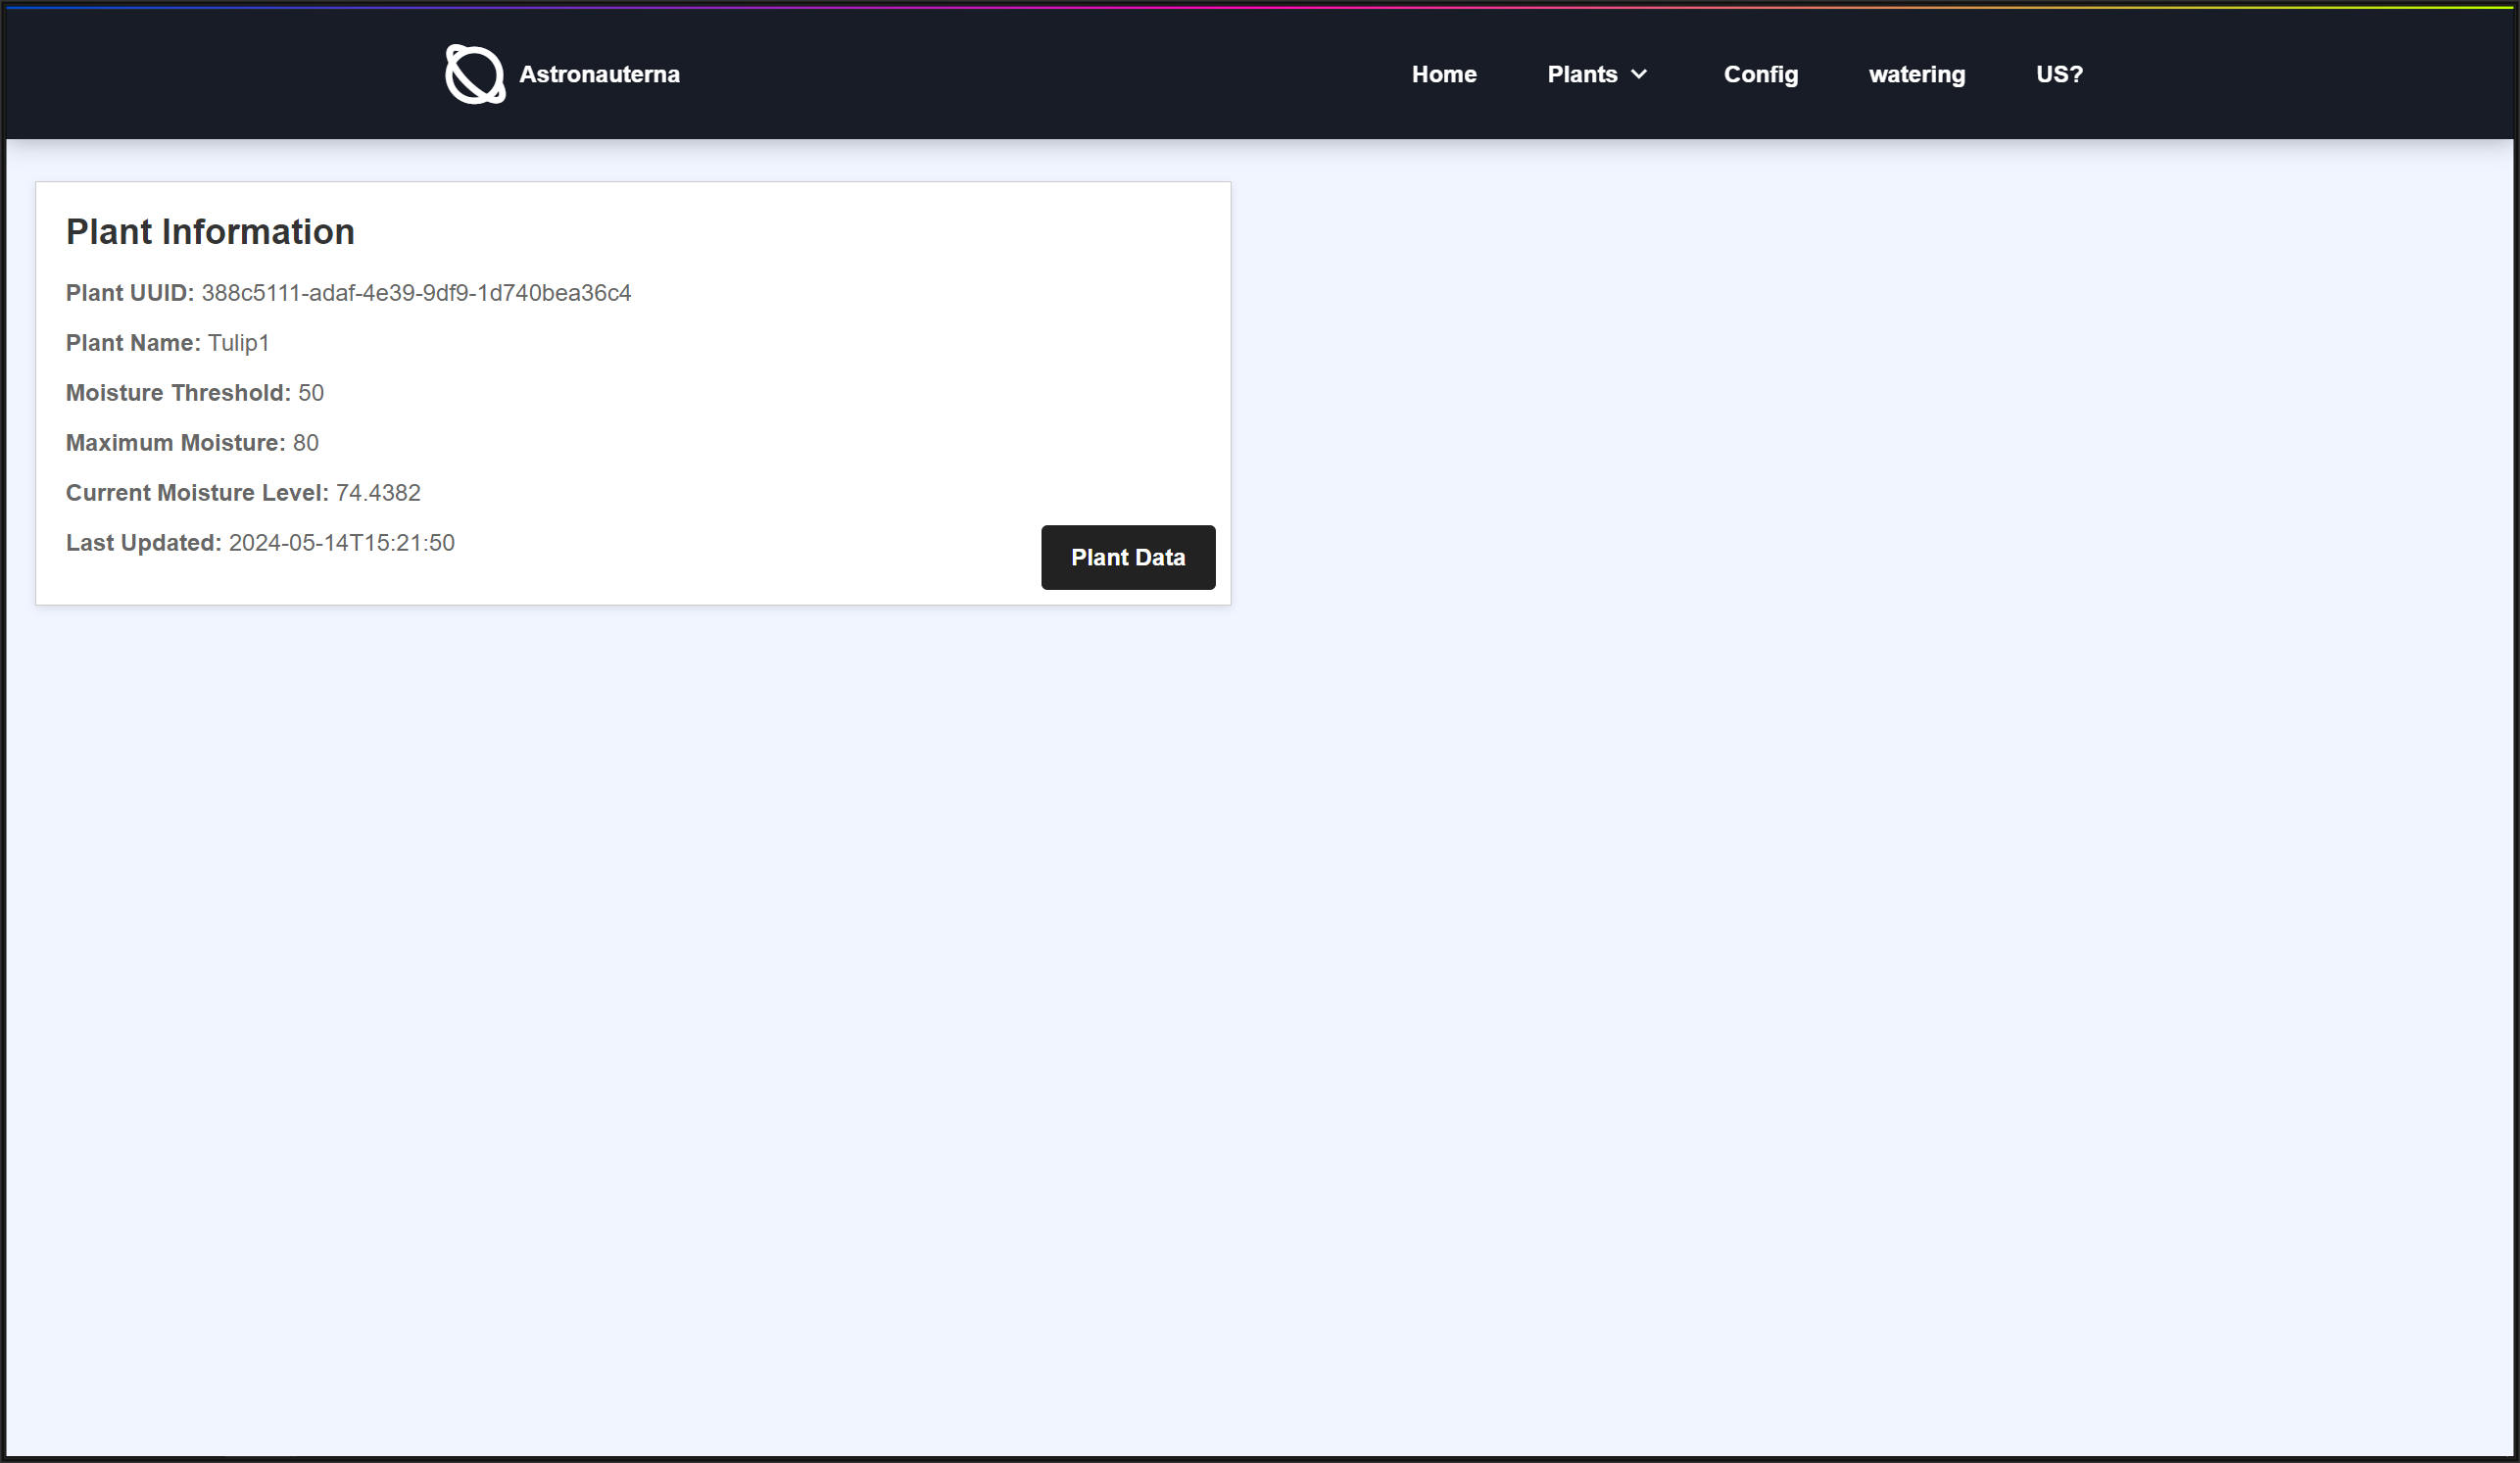 Astronauterna
Home Plants Config watering US?
Plant Information
Plant UUID: 388c5111-adaf-4e39-9df9-1d740bea36c4
Plant Name: Tulip1
Moisture Threshold: 50
Maximum Moisture: 80
Current Moisture Level: 74.4382
Last Updated: 2024-05-14T15:21:50
Plant Data